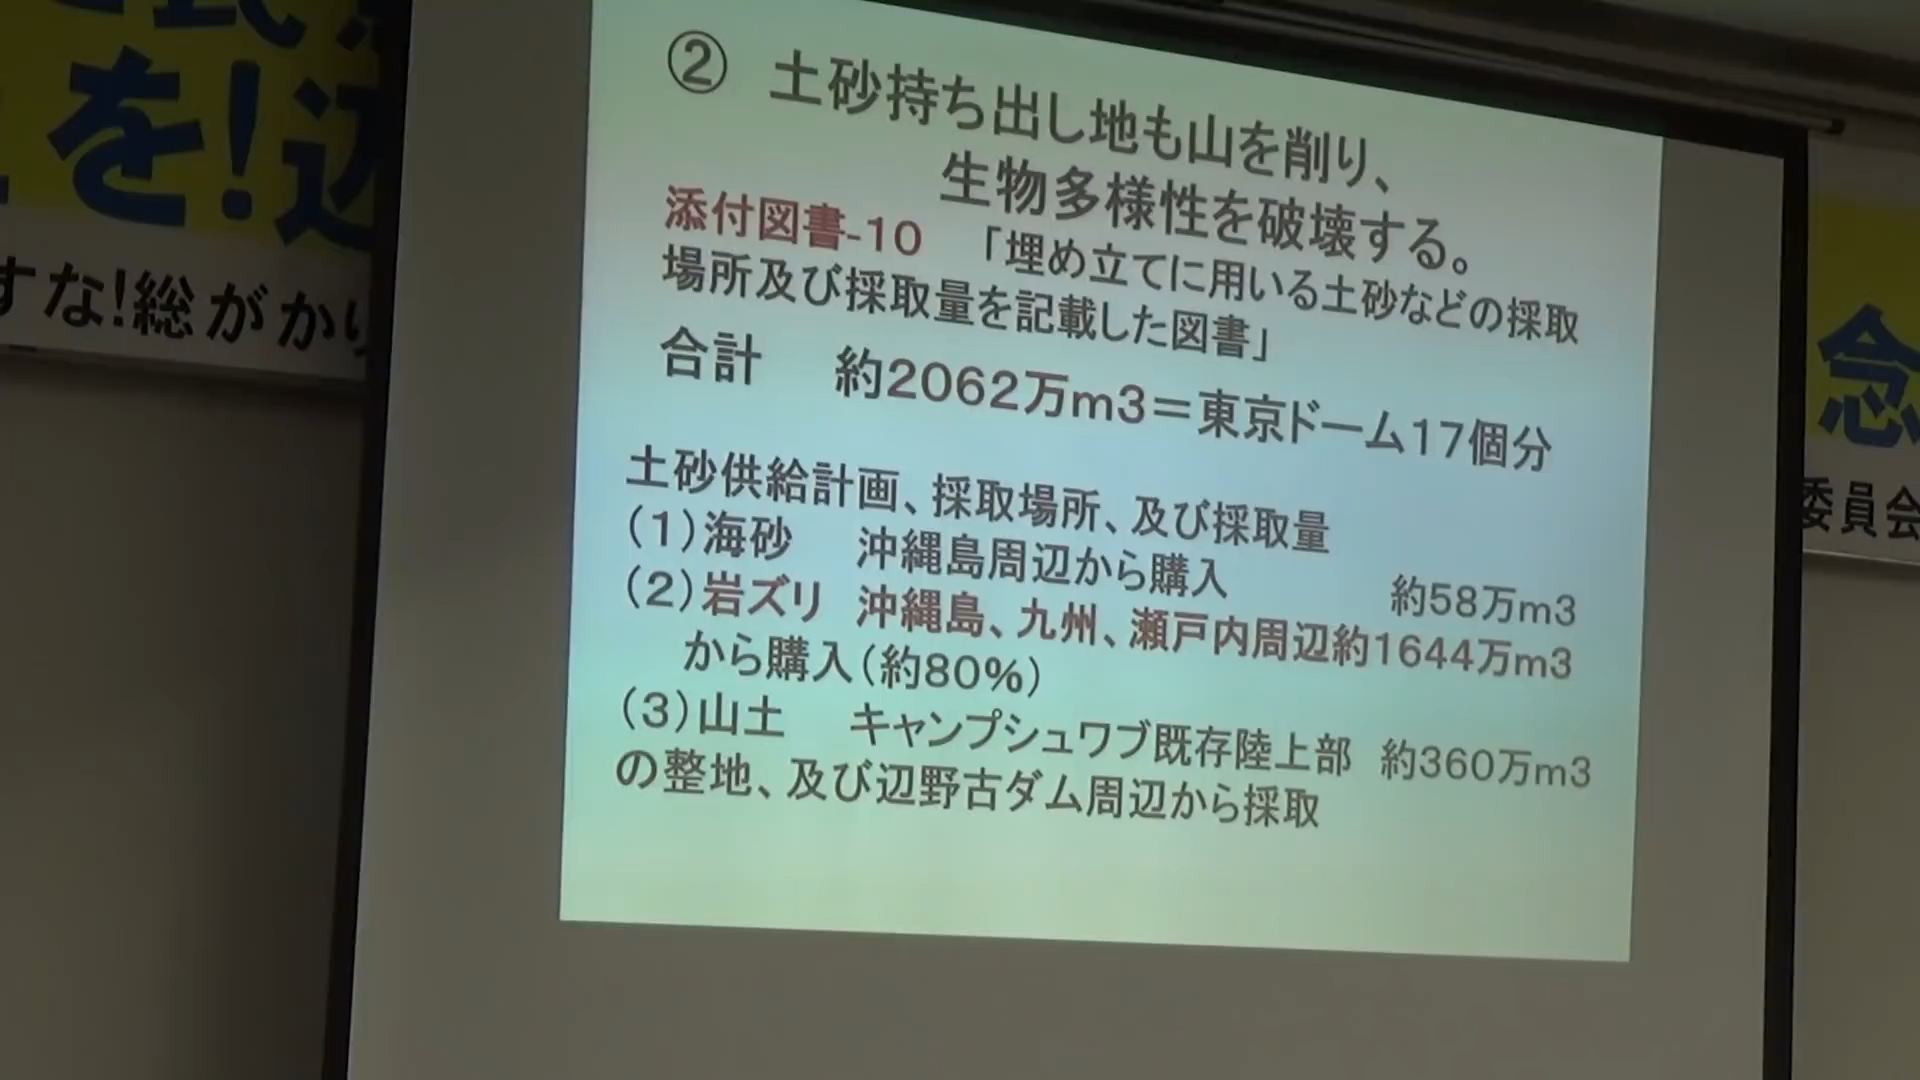 を!辺
すな!総がかり
② 土砂持ち出し地も山を削り、
生物多様性を破壊する。
添付図書-10 「埋め立てに用いる土砂などの採取
場所及び採取量を記載した図書」
合計 約2062万m3=東京ドーム17個分
土砂供給計画、採取場所、及び採取量
(1)海砂 沖縄島周辺から購入 約58万m3
(2)岩ズリ 沖縄島、九州、瀬戸内周辺約1644万m3
から購入(約80%)
(3)山土 キャンプシュワブ既存陸上部 約360万m3
の整地、及び辺野古ダム周辺から採取
念
委員会